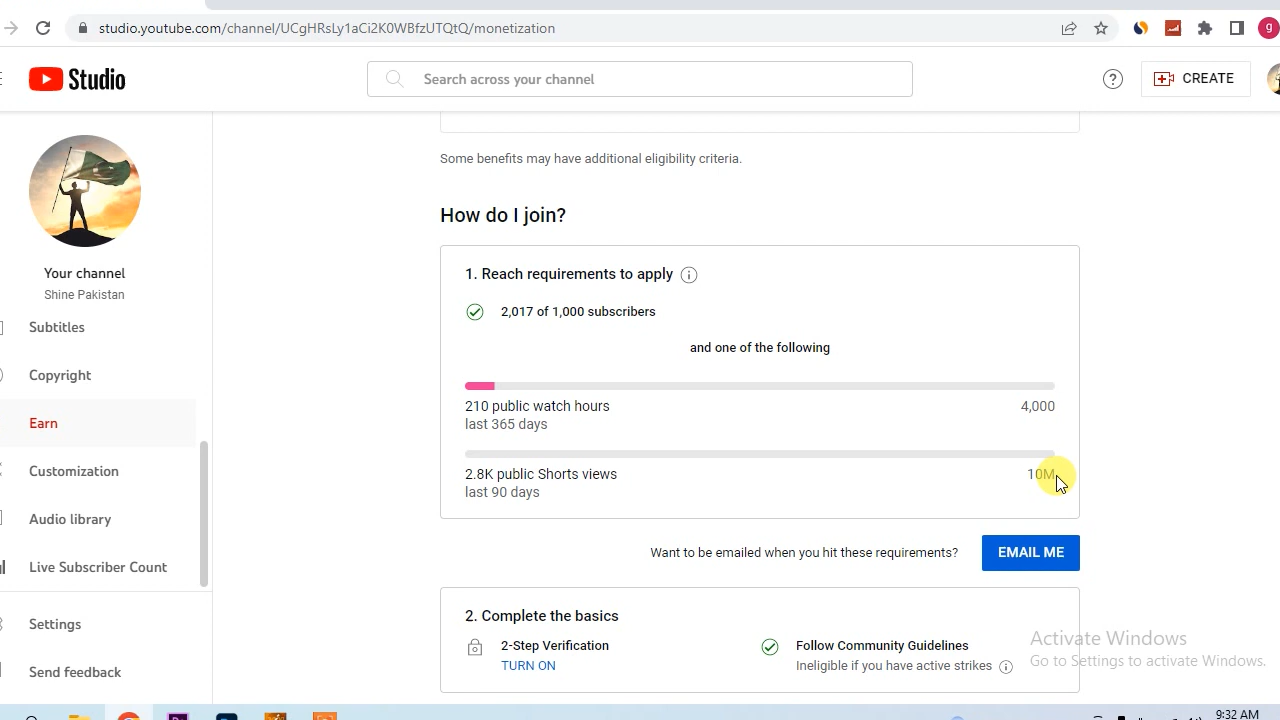 studio.youtube.com/channel/UCgHRsLy1aCi2K0WBfzUTQtQ/monetization
g
Studio
Search across your channel
?
CREATE
Your channel
Shine Pakistan
Subtitles
Copyright
Earn
Customization
Audio library
Live Subscriber Count
Settings
Send feedback
Some benefits may have additional eligibility criteria.
How do I join?
1. Reach requirements to apply
2,017 of 1,000 subscribers
and one of the following
210 public watch hours 4,000
last 365 days
2.8K public Shorts views 10M
last 90 days
Want to be emailed when you hit these requirements? EMAIL ME
2. Complete the basics
2-Step Verification
TURN ON
Follow Community Guidelines
Ineligible if you have active strikes
Activate Windows
Go to Settings to activate Windows.
9:32 AM